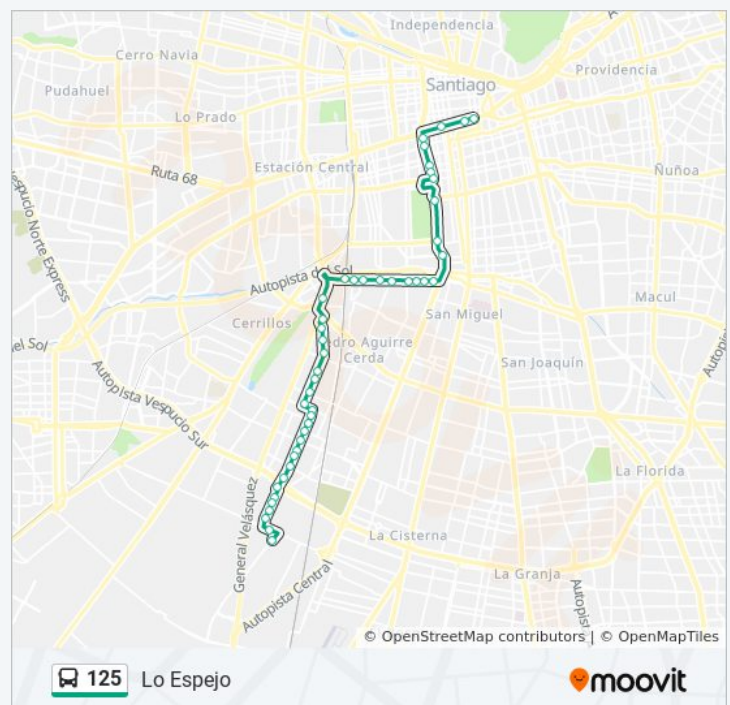 Independencia
Cerro Navia
Providencia
Pudahuel
Santiago
Lo Prado
Estación Central
Ruta 68
Ñuñoa
Vespucio Norte Express
Autopista del Sol
Macul
Cerrillos
San Miguel
el Sol
Pedro Aguirre
Cerda
San Joaquín
Autopis
Autopista Vespucio Sur
La Florida
General Velásquez
La Cisterna
La Granja
Autopista Central
Autopist
© OpenStreetMap contributors | © OpenMapTiles
125 Lo Espejo
moovit